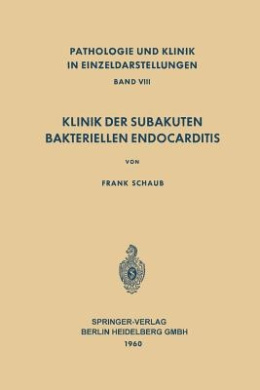 PATHOLOGIE UND KLINIK
IN EINZELDARSTELLUNGEN
BAND VIII
KLINIK DER SUBAKUTEN
BAKTERIELLEN ENDOCARDITIS
VON
FRANK SCHAUB
SPRINGER-VERLAG
BERLIN HEIDELBERG GMBH
1960